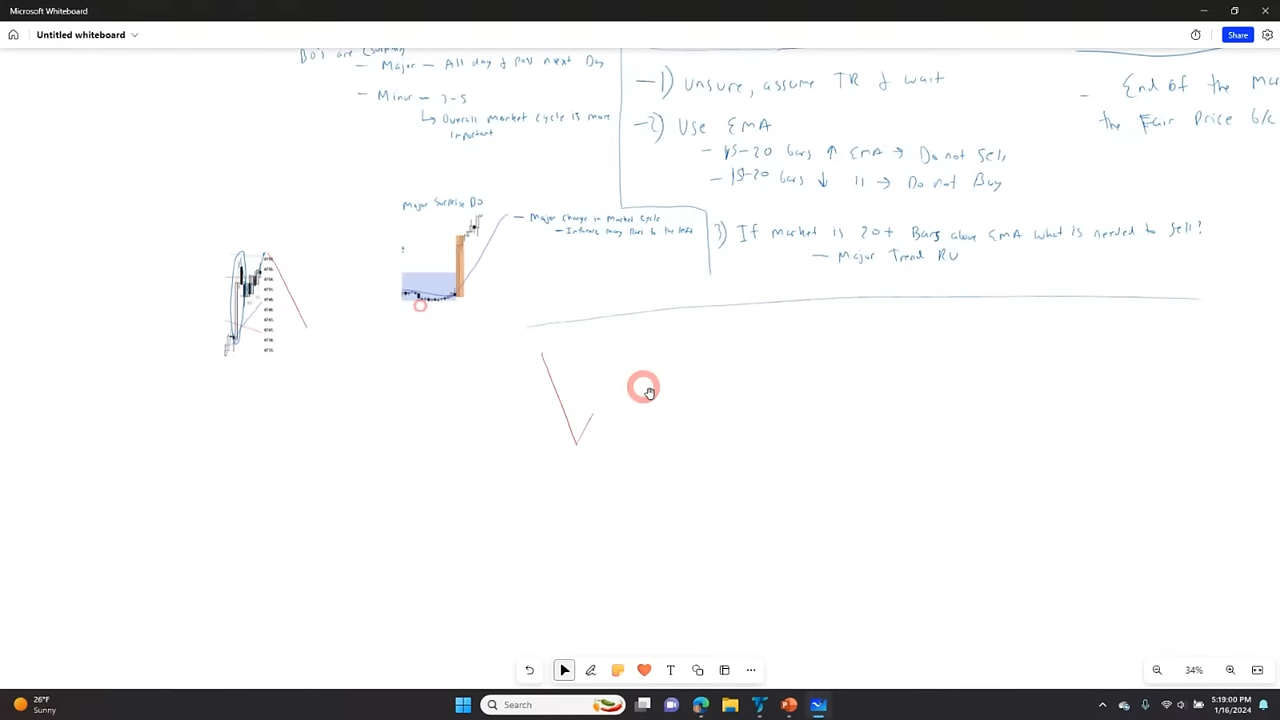 Microsoft Whiteboard
Untitled whiteboard
Share
BO's are (Surprise)
— Major — All day & poss next Day
— Minor — 3-5
↳ Overall market cycle is more
important
—1) Unsure, assume TR & wait
—2) Use EMA
— 15-20 bars ↑ EMA → Do not Sell
— 15-20 bars ↓ 11 → Do not Buy
3) If market is 20+ Bars above EMA what is needed to sell?
— Major Trend RV
End of the Ma
the Fair Price b/c
Major Surprise BO
— Major Change in Market Cycle
34%
26°F
Sunny
Search
5:19:00 PM
1/16/2024